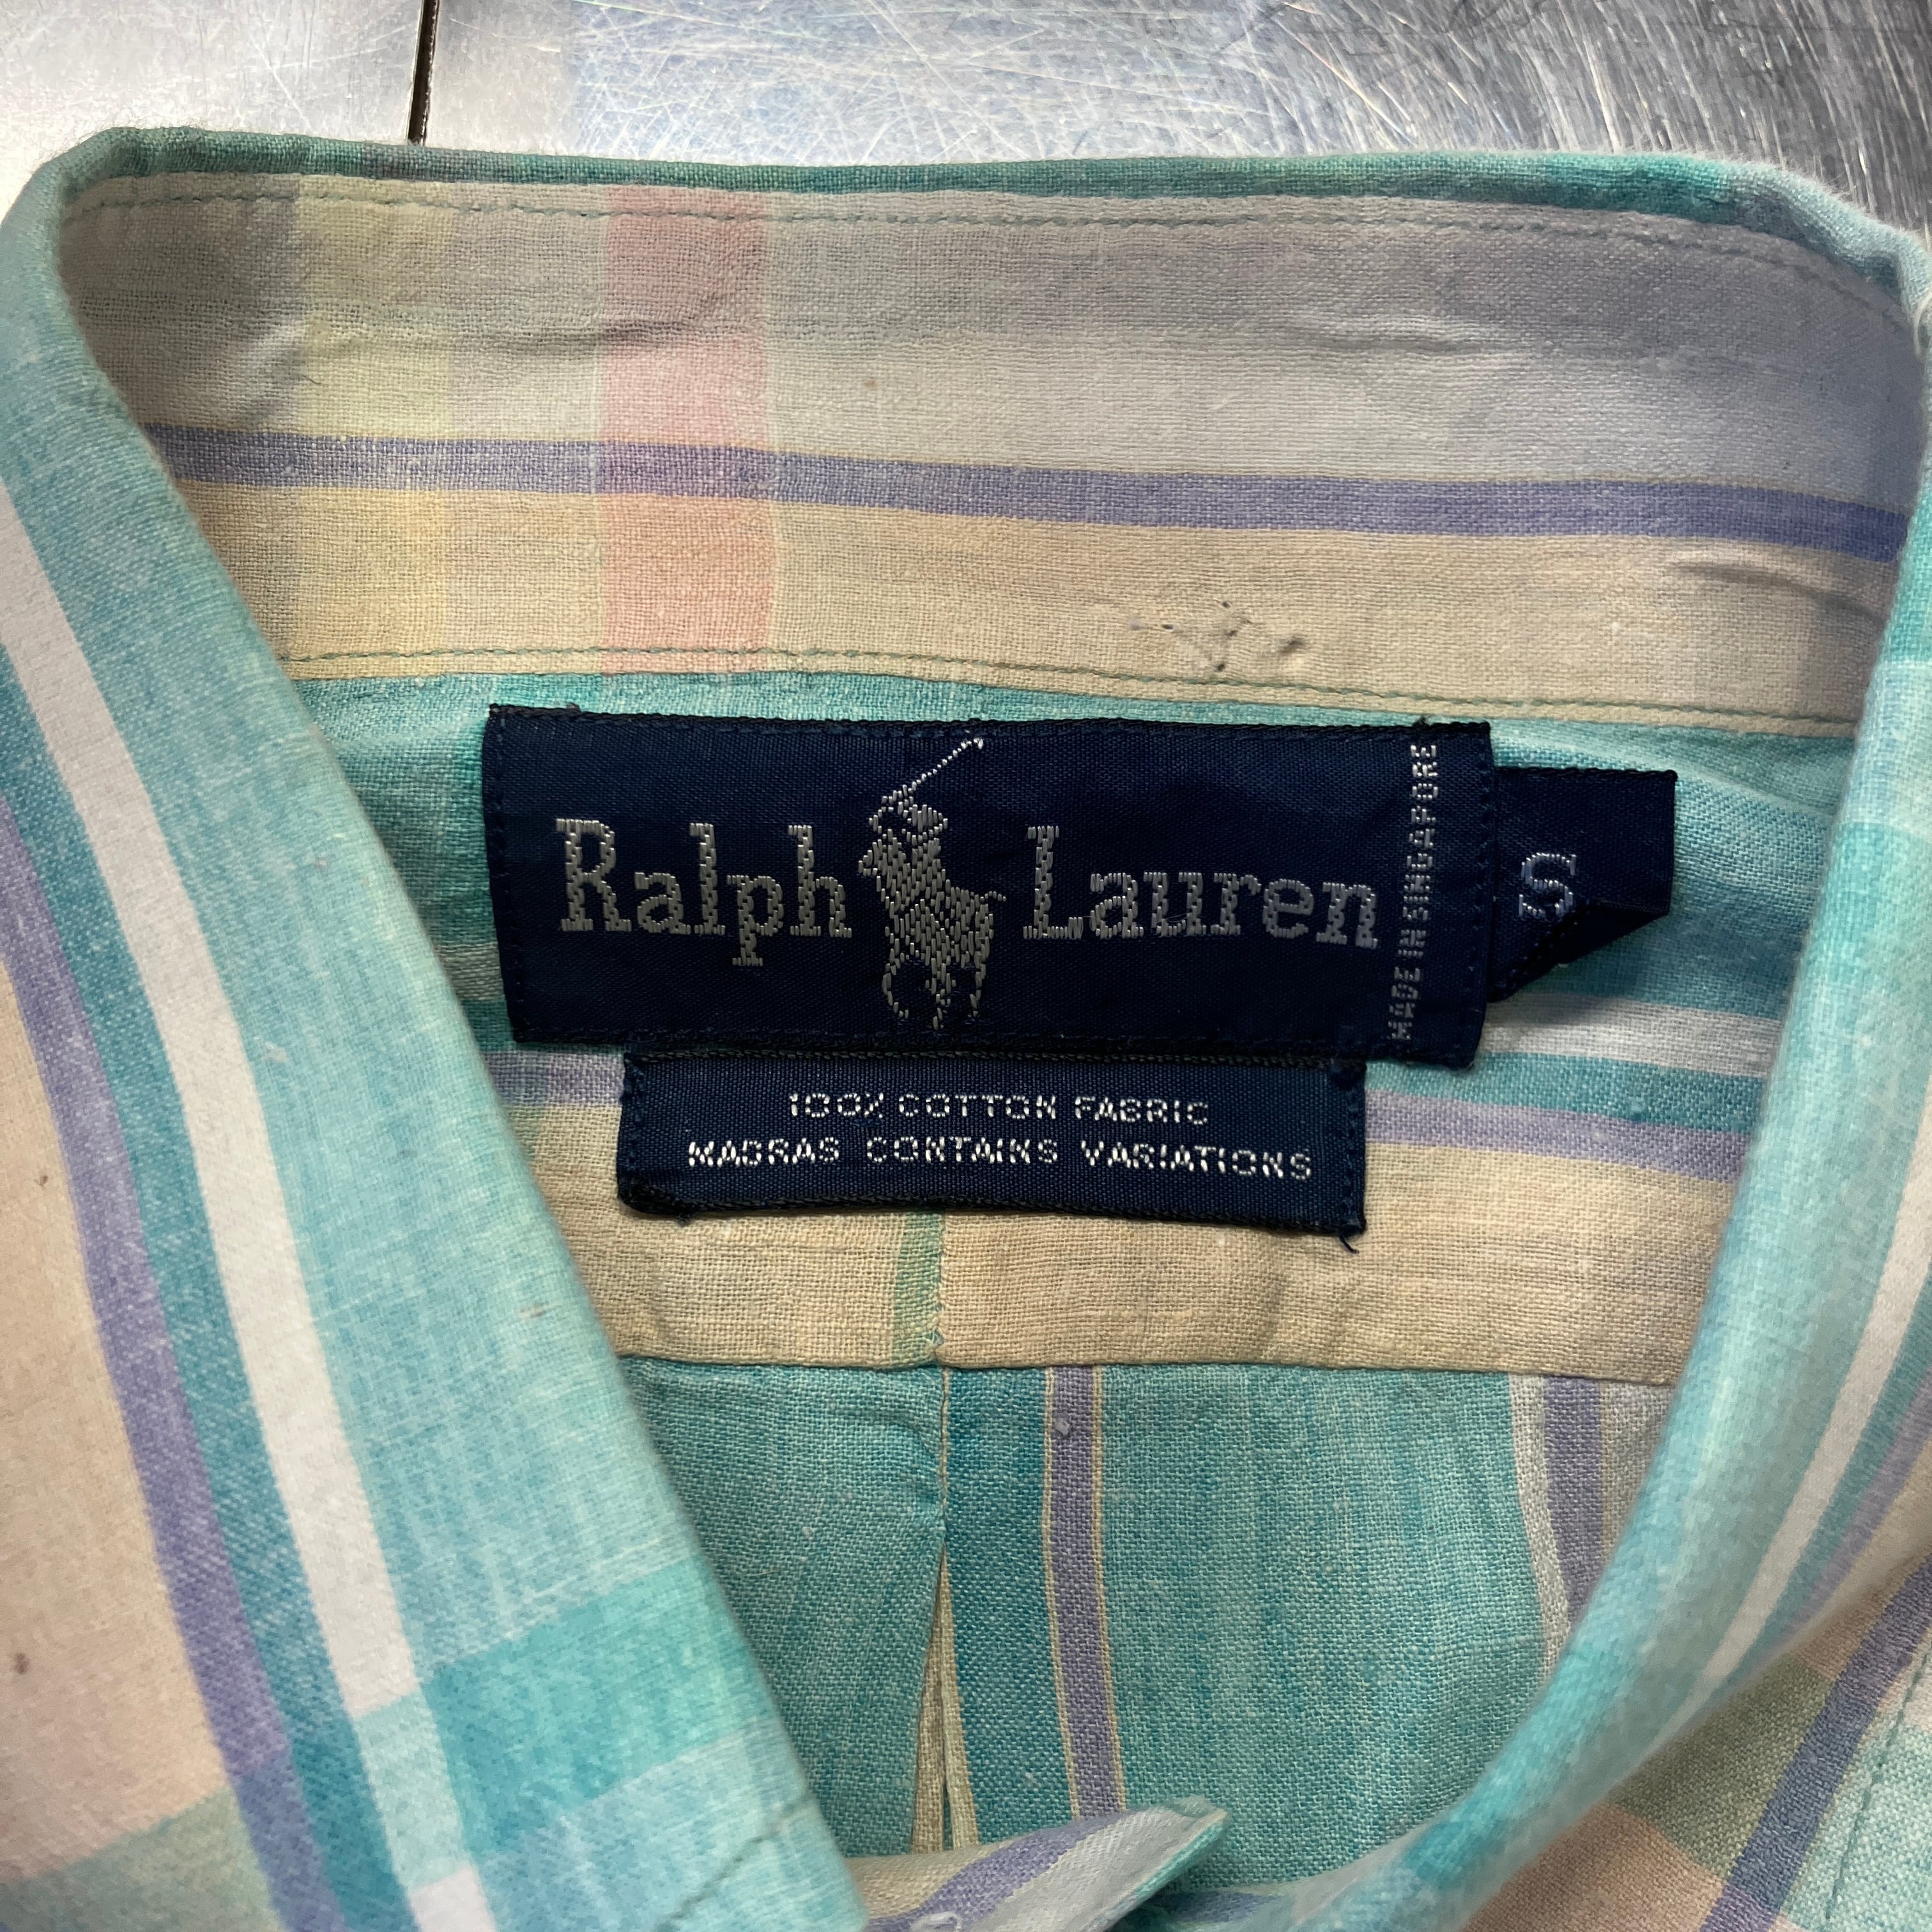 Ralph Lauren
MADE IN SINGAPORE
S
100% COTTON FABRIC
MADRAS CONTAINS VARIATIONS